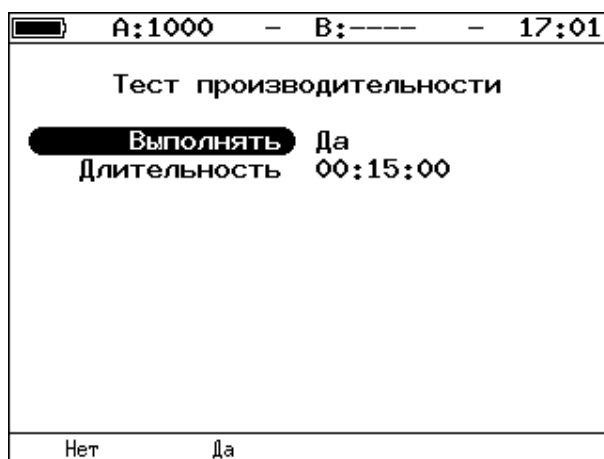 A:1000 – B:---- – 17:01
Тест производительности
Выполнять Да
Длительность 00:15:00
Нет Да